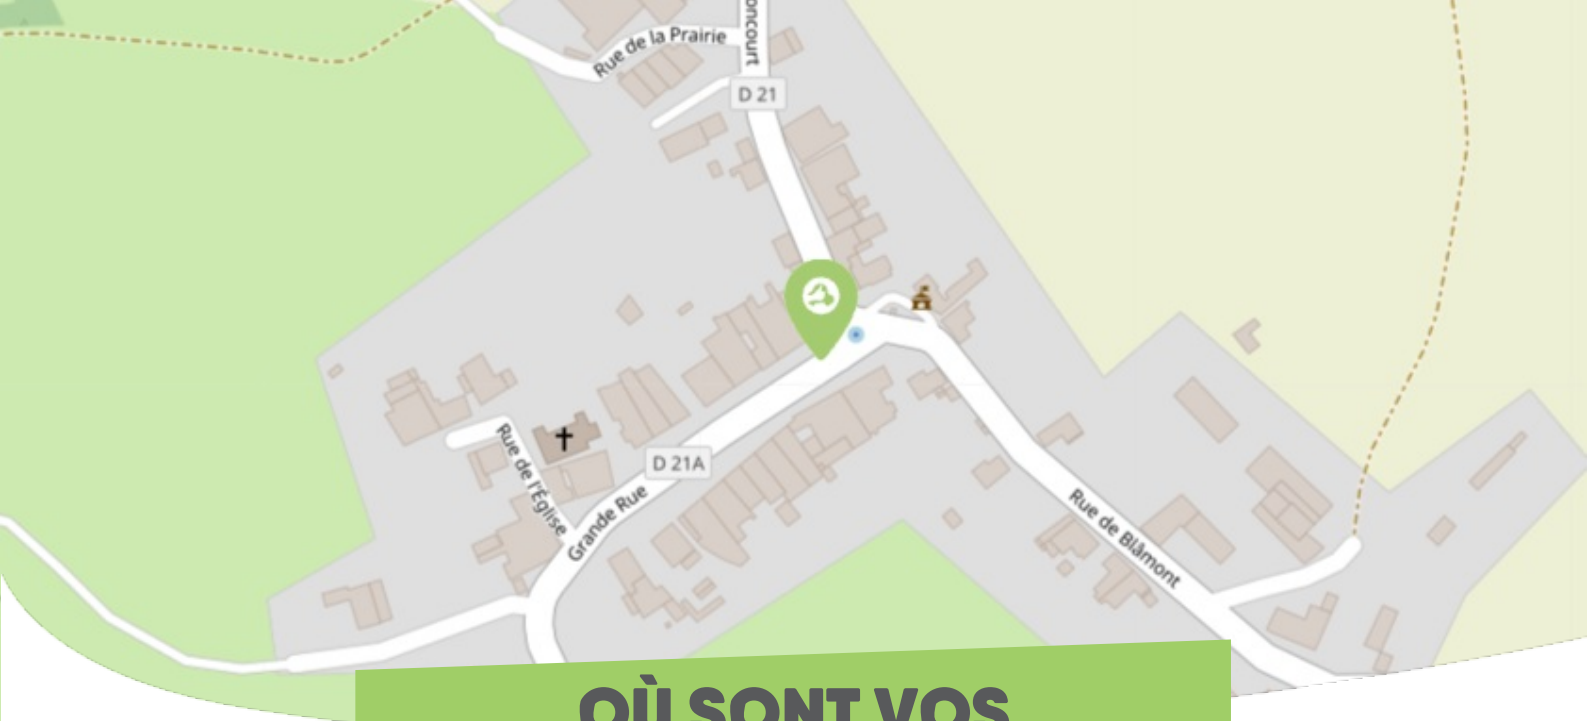 oncourt
Rue de la Prairie
D 21
Rue de l'Église
D 21A
Grande Rue
Rue de Blâmont
OÙ SONT VOS